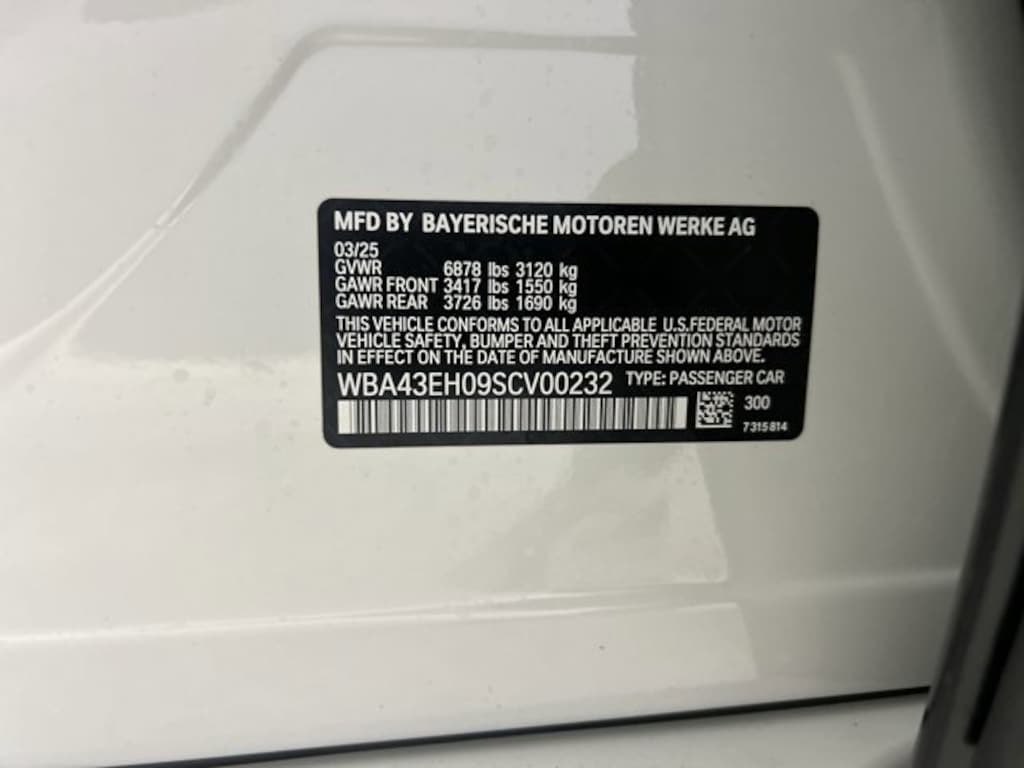 MFD BY BAYERISCHE MOTOREN WERKE AG
03/25
GVWR 6878 lbs 3120 kg
GAWR FRONT 3417 lbs 1550 kg
GAWR REAR 3726 lbs 1690 kg
THIS VEHICLE CONFORMS TO ALL APPLICABLE U.S.FEDERAL MOTOR
VEHICLE SAFETY, BUMPER AND THEFT PREVENTION STANDARDS
IN EFFECT ON THE DATE OF MANUFACTURE SHOWN ABOVE.
WBA43EH09SCV00232 TYPE: PASSENGER CAR
300
7315814